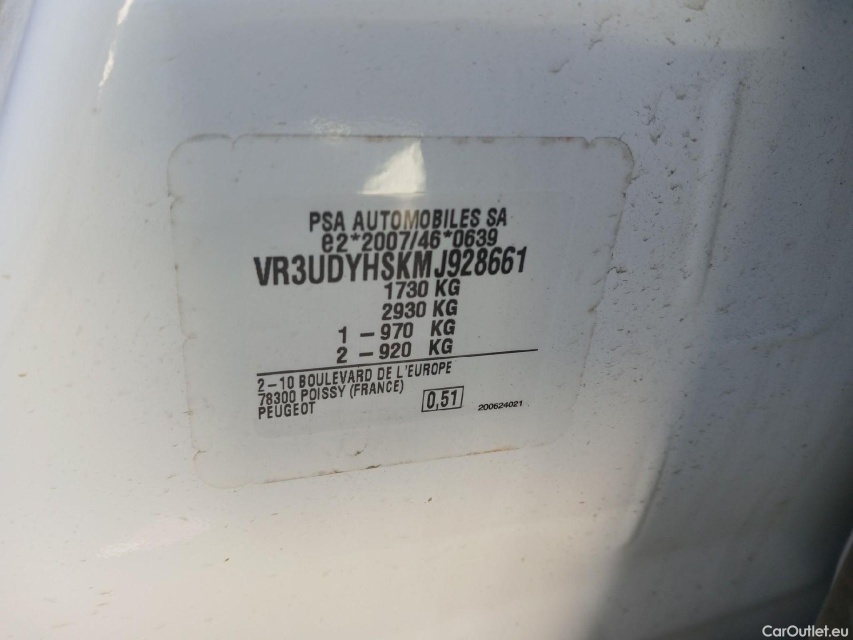 PSA AUTOMOBILES SA
e2*2007/46*0639
VR3UDYHSKMJ928661
1730 KG
2930 KG
1 - 970 KG
2 - 920 KG
2-10 BOULEVARD DE L'EUROPE
78300 POISSY (FRANCE)
PEUGEOT
0,51
200624021
CarOutlet.eu